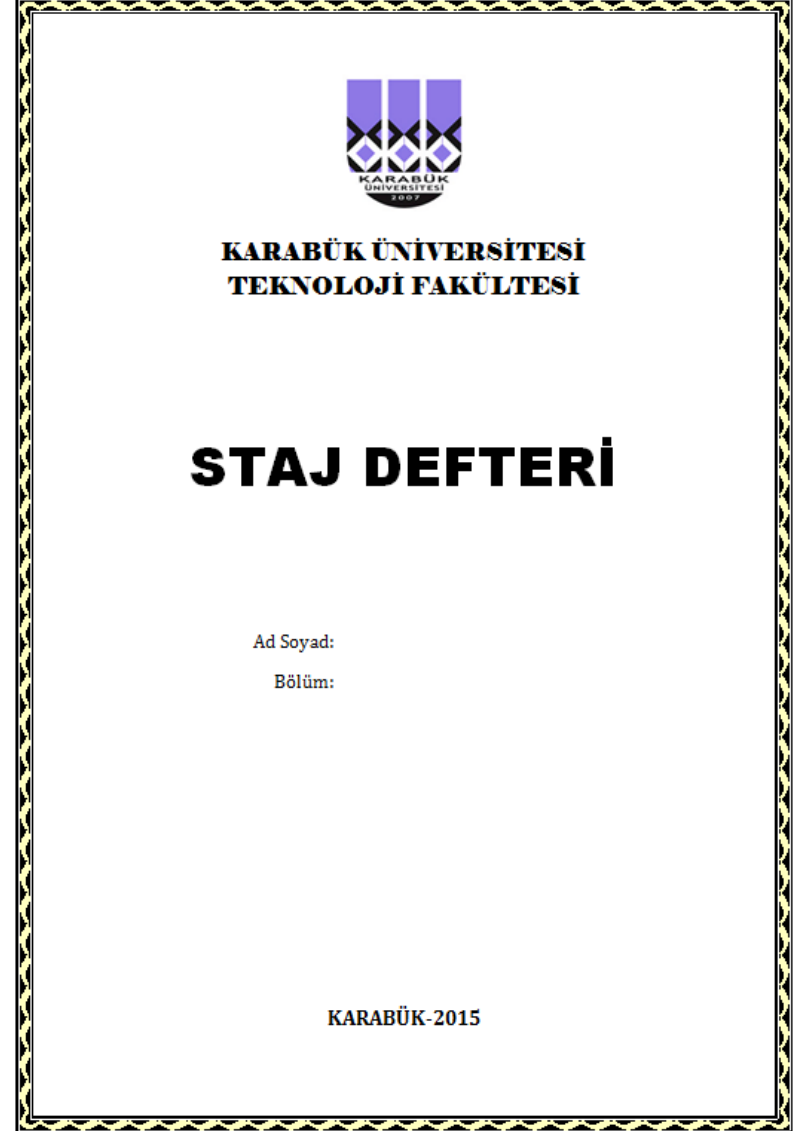 KARABÜK
ÜNİVERSİTESİ
2007
KARABÜK ÜNİVERSİTESİ
TEKNOLOJİ FAKÜLTESİ
STAJ DEFTERİ
Ad Soyad:
Bölüm:
KARABÜK-2015